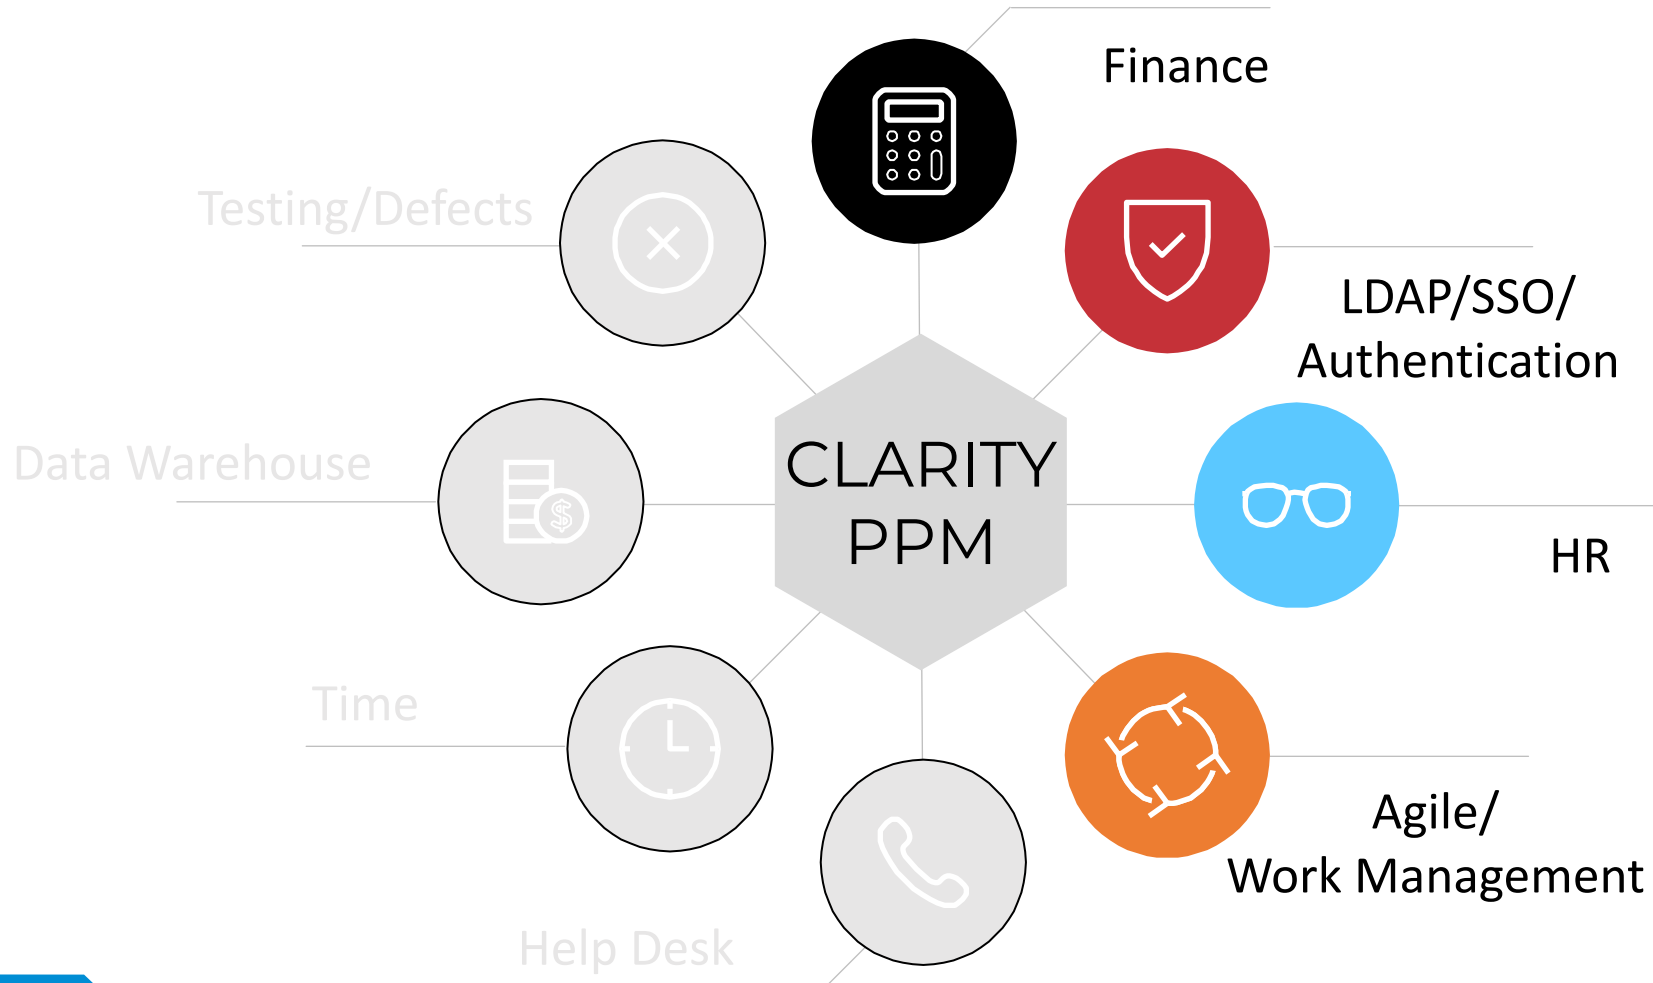 Finance
Testing/Defects
LDAP/SSO/
Authentication
CLARITY
PPM
Data Warehouse
HR
Time
Agile/
Work Management
Help Desk